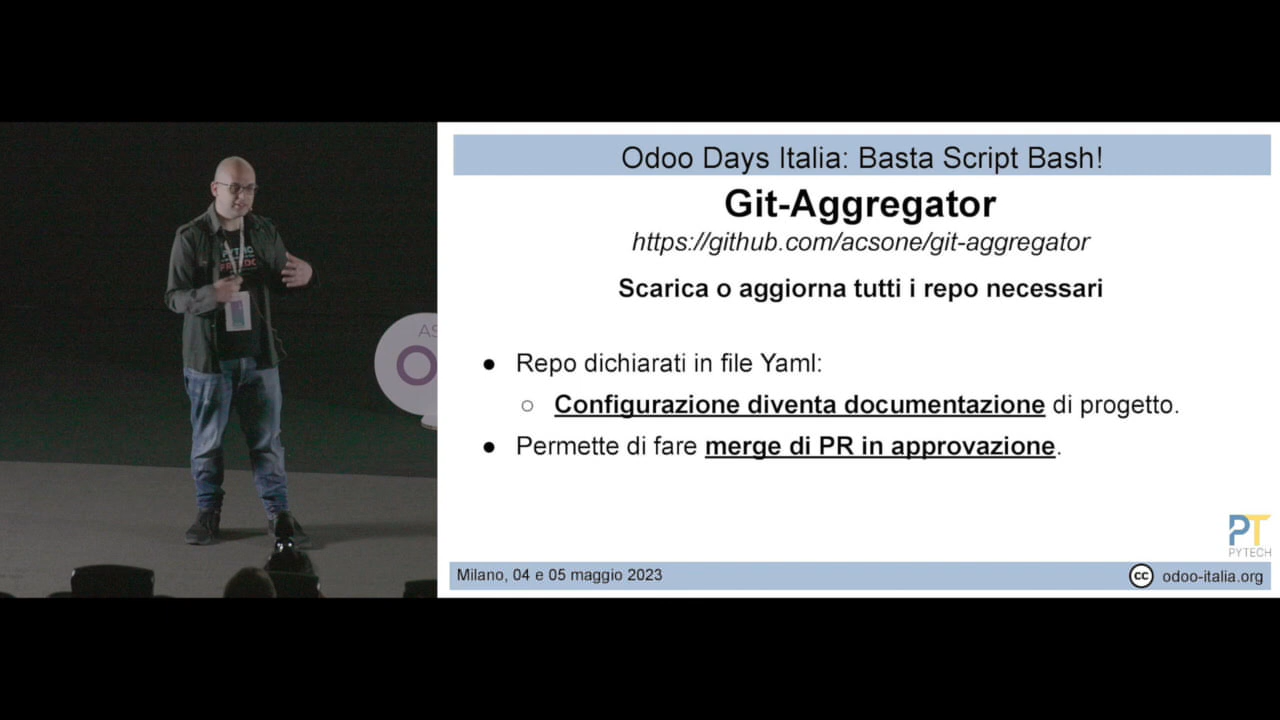 Odoo Days Italia: Basta Script Bash!
Git-Aggregator
https://github.com/acsone/git-aggregator
Scarica o aggiorna tutti i repo necessari
● Repo dichiarati in file Yaml:
○ Configurazione diventa documentazione di progetto.
● Permette di fare merge di PR in approvazione.
PT
PYTECH
Milano, 04 e 05 maggio 2023
cc odoo-italia.org
AS
O